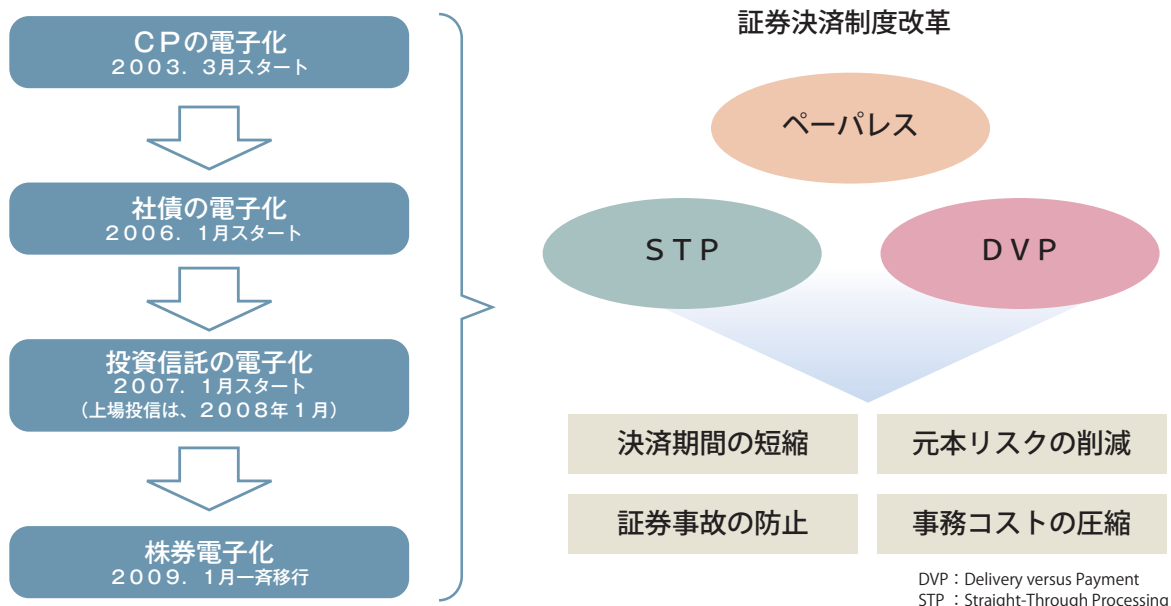 ＣＰの電子化
２００３．３月スタート
社債の電子化
２００６．１月スタート
投資信託の電子化
２００７．１月スタート
（上場投信は、２００８年１月）
株券電子化
２００９．１月一斉移行
証券決済制度改革
ペーパレス
ＳＴＰ
ＤＶＰ
決済期間の短縮
元本リスクの削減
証券事故の防止
事務コストの圧縮
DVP：Delivery versus Payment
STP ：Straight-Through Processing